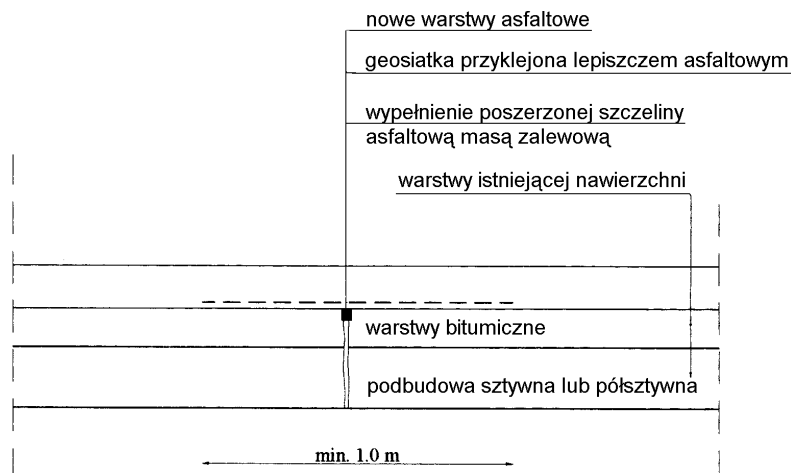 nowe warstwy asfaltowe
geosiatka przyklejona lepiszczem asfaltowym
wypełnienie poszerzonej szczeliny
asfaltową masą zalewową
warstwy istniejącej nawierzchni
warstwy bitumiczne
podbudowa sztywna lub półsztywna
min. 1.0 m